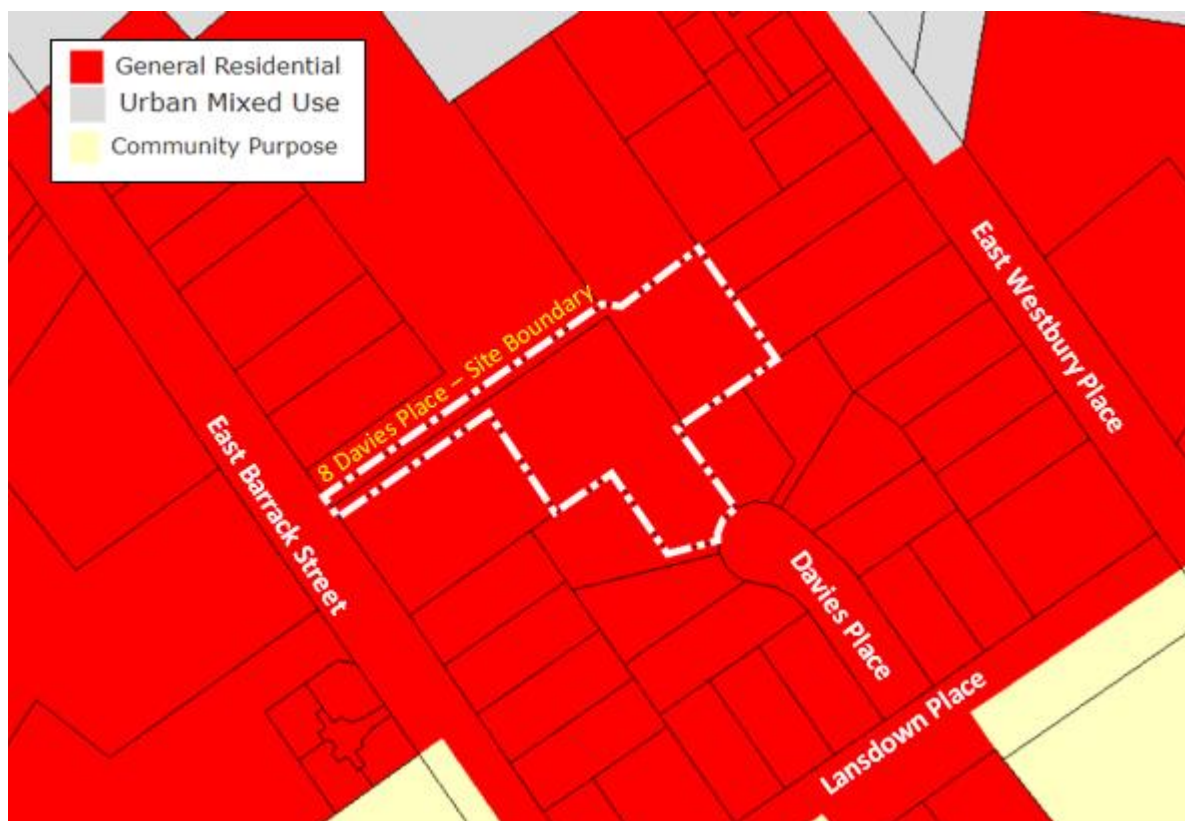 General Residential
Urban Mixed Use
Community Purpose
East Westbury Place
8 Davies Place – Site Boundary
East Barrack Street
Davies Place
Lansdown Place